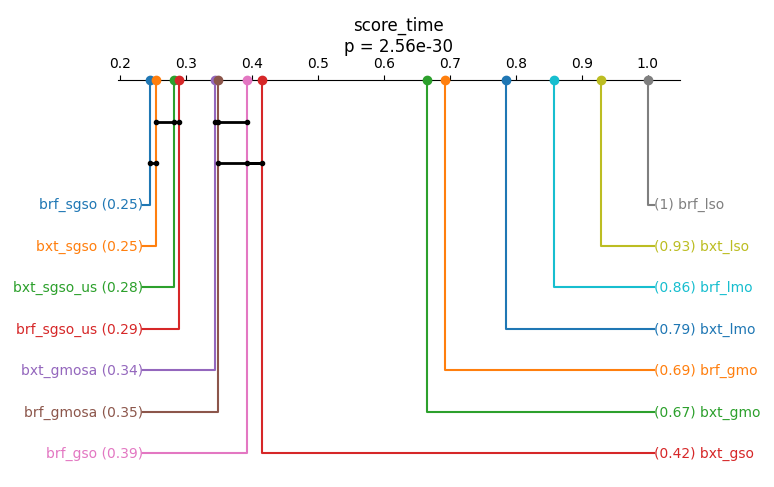 score_time
p = 2.56e-30
0.2 0.3 0.4 0.5 0.6 0.7 0.8 0.9 1.0
brf_sgso (0.25) (1) brf_lso
bxt_sgso (0.25) (0.93) bxt_lso
bxt_sgso_us (0.28) (0.86) brf_lmo
brf_sgso_us (0.29) (0.79) bxt_lmo
bxt_gmosa (0.34) (0.69) brf_gmo
brf_gmosa (0.35) (0.67) bxt_gmo
brf_gso (0.39) (0.42) bxt_gso